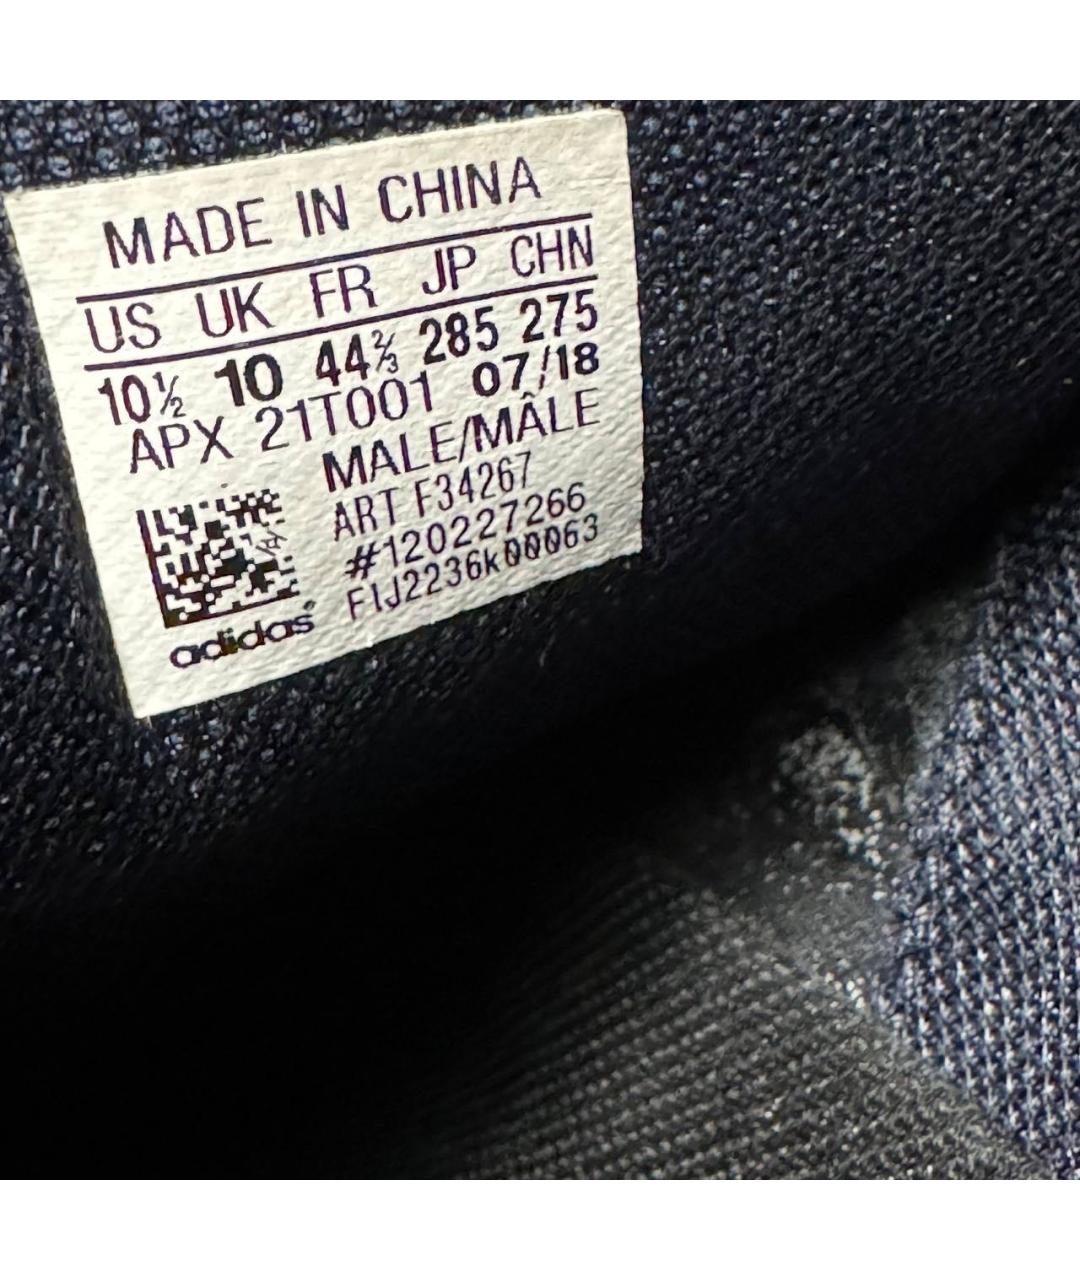 MADE IN CHINA
US UK FR JP CHN
10½ 10 44⅔ 285 275
APX 21T001 07/18
MALE/MÂLE
ART F34267
#120227266
FIJ2236k00063
adidas®